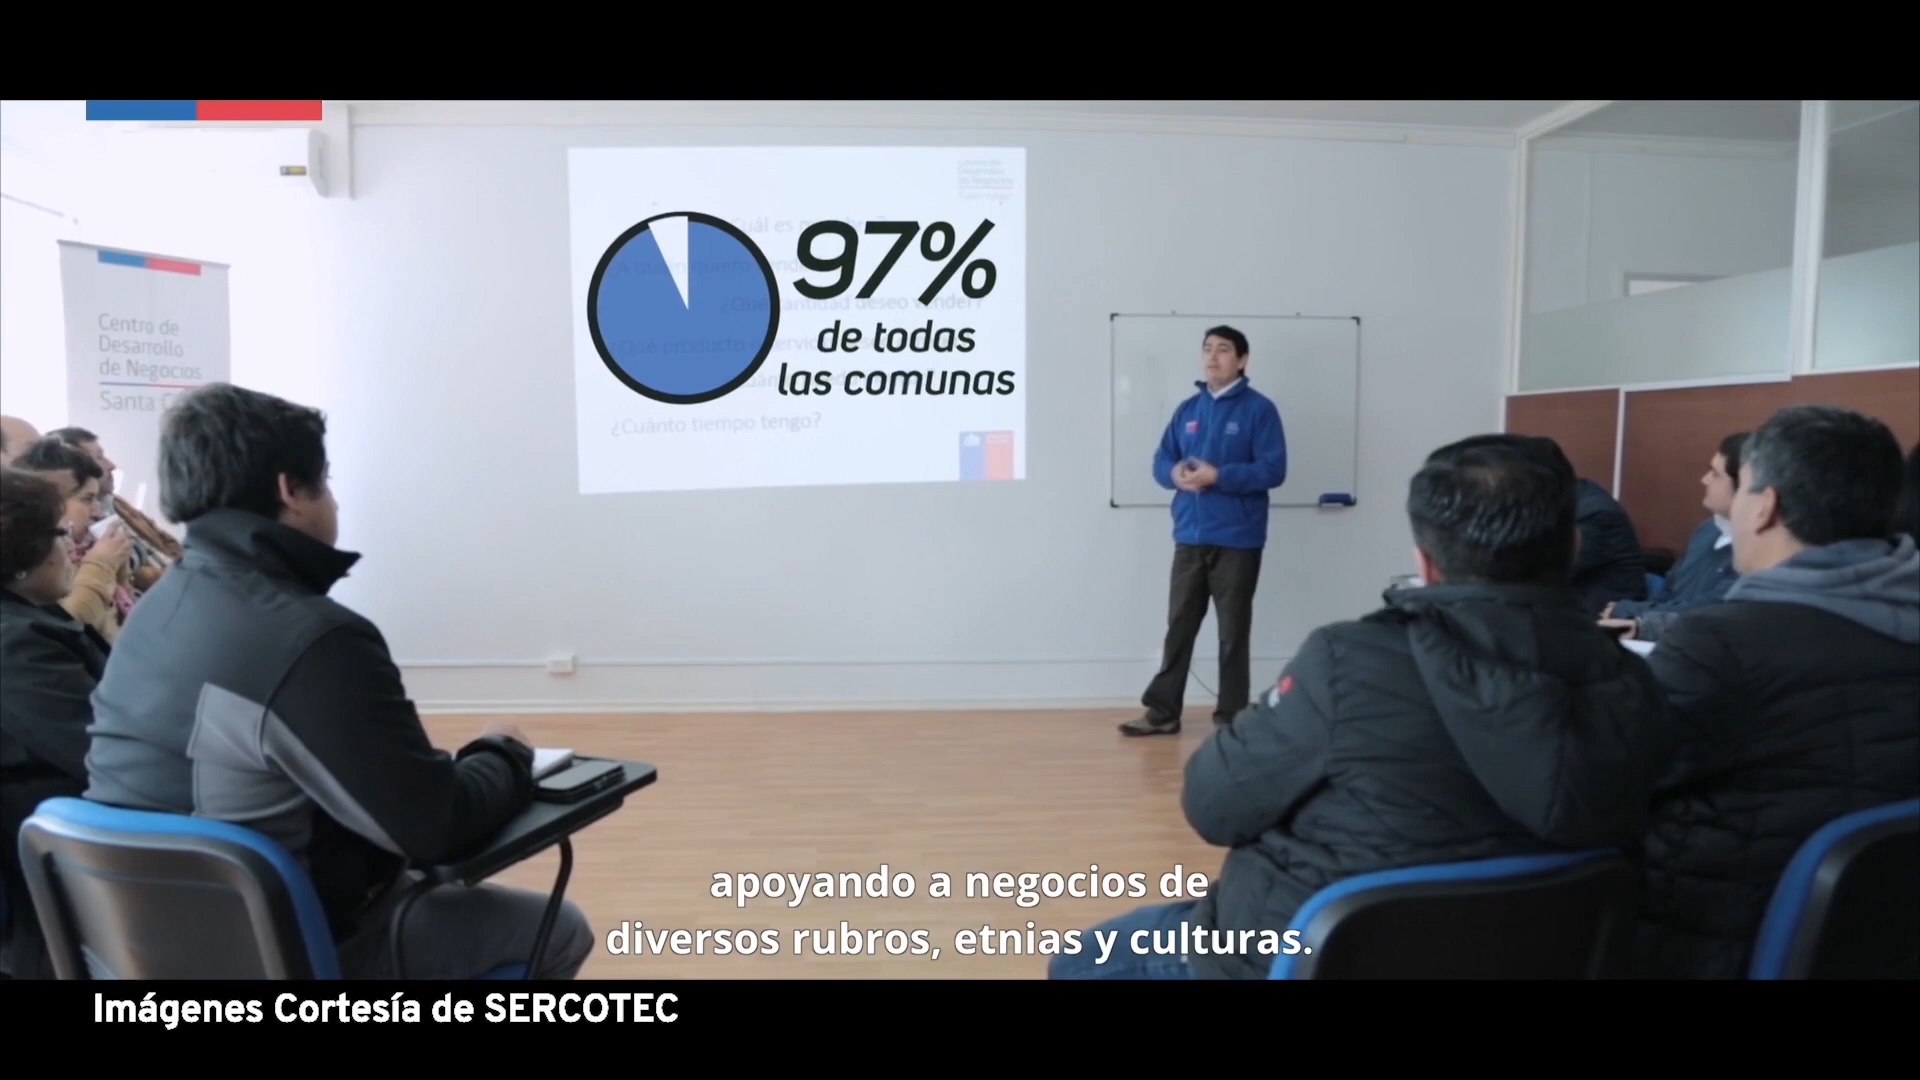 Centro de
Desarrollo
de Negocios
Santa
97%
de todas
las comunas
¿Cuánto tiempo tengo?
apoyando a negocios de
diversos rubros, etnias y culturas.
Imágenes Cortesía de SERCOTEC